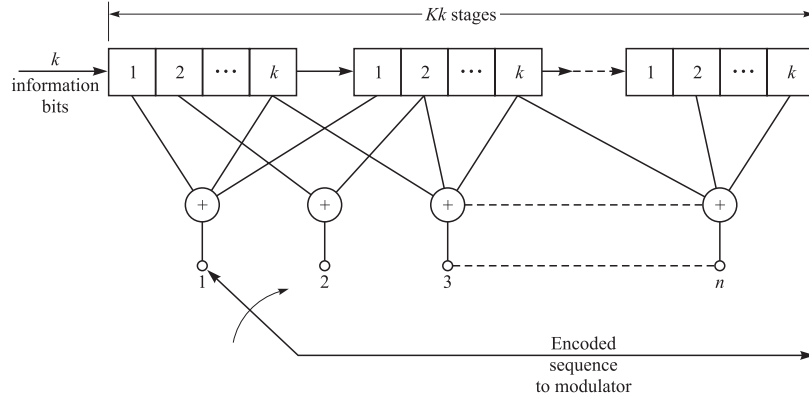 Kk stages
k
information
bits
1 2 ... k
1 2 ... k
1 2 ... k
+ + + +
1 2 3 n
Encoded
sequence
to modulator